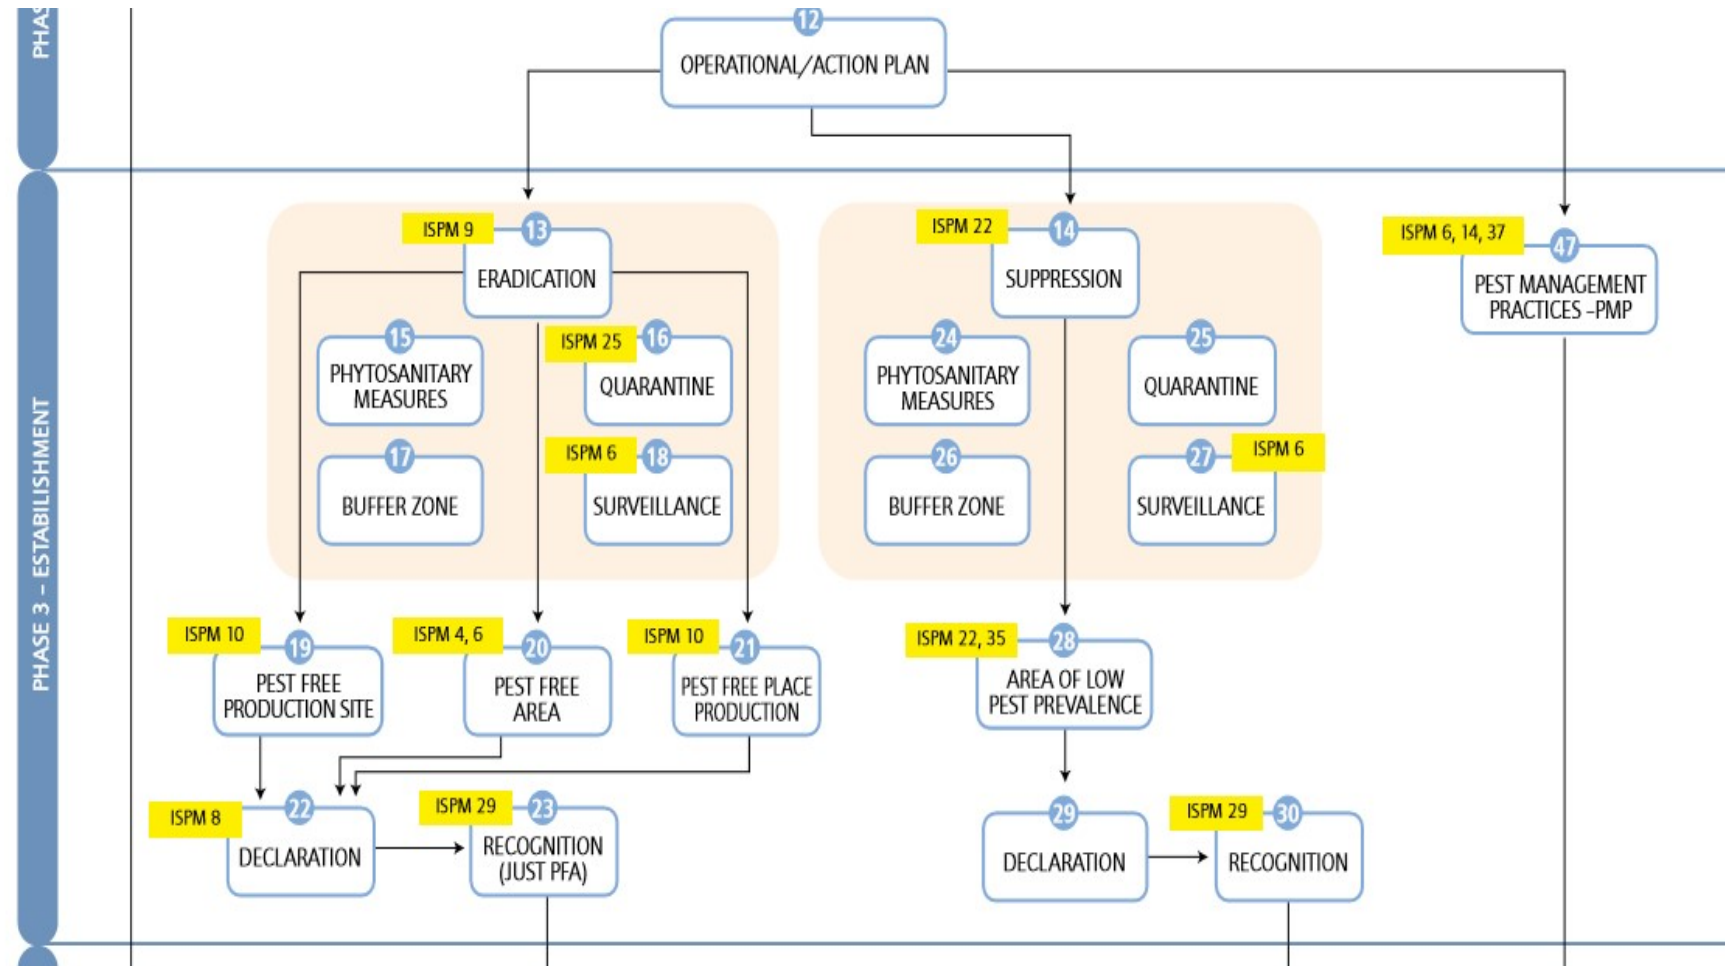 PHAS
12
OPERATIONAL/ACTION PLAN
PHASE 3 – ESTABLISHMENT
ISPM 9
13
ERADICATION
ISPM 22
14
SUPPRESSION
ISPM 6, 14, 37
47
PEST MANAGEMENT
PRACTICES –PMP
15
PHYTOSANITARY
MEASURES
ISPM 25
16
QUARANTINE
24
PHYTOSANITARY
MEASURES
25
QUARANTINE
17
BUFFER ZONE
ISPM 6
18
SURVEILLANCE
26
BUFFER ZONE
27
ISPM 6
SURVEILLANCE
ISPM 10
19
PEST FREE
PRODUCTION SITE
ISPM 4, 6
20
PEST FREE
AREA
ISPM 10
21
PEST FREE PLACE
PRODUCTION
ISPM 22, 35
28
AREA OF LOW
PEST PREVALENCE
ISPM 8
22
DECLARATION
ISPM 29
23
RECOGNITION
(JUST PFA)
29
DECLARATION
ISPM 29
30
RECOGNITION